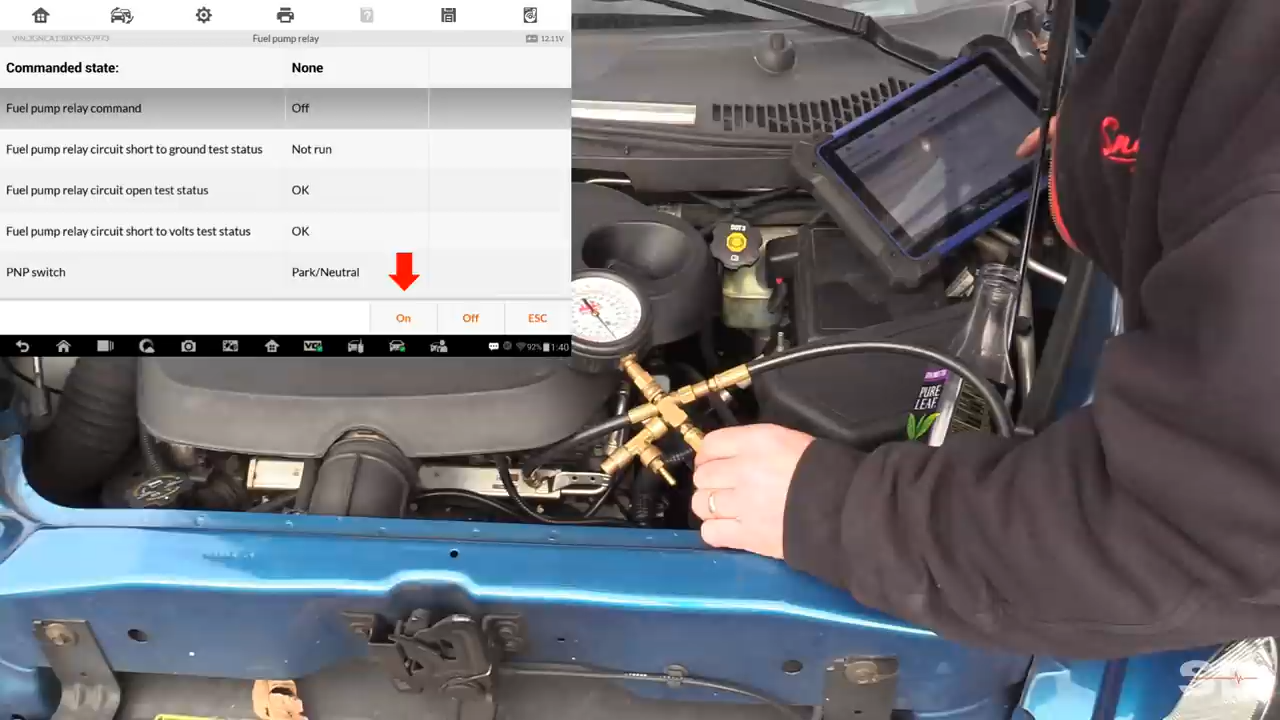 Fuel pump relay
12.11V
Commanded state: None
Fuel pump relay command Off
Fuel pump relay circuit short to ground test status Not run
Fuel pump relay circuit open test status OK
Fuel pump relay circuit short to volts test status OK
PNP switch Park/Neutral
On Off ESC
92% 1:40
DOT3
PURE
LEAF